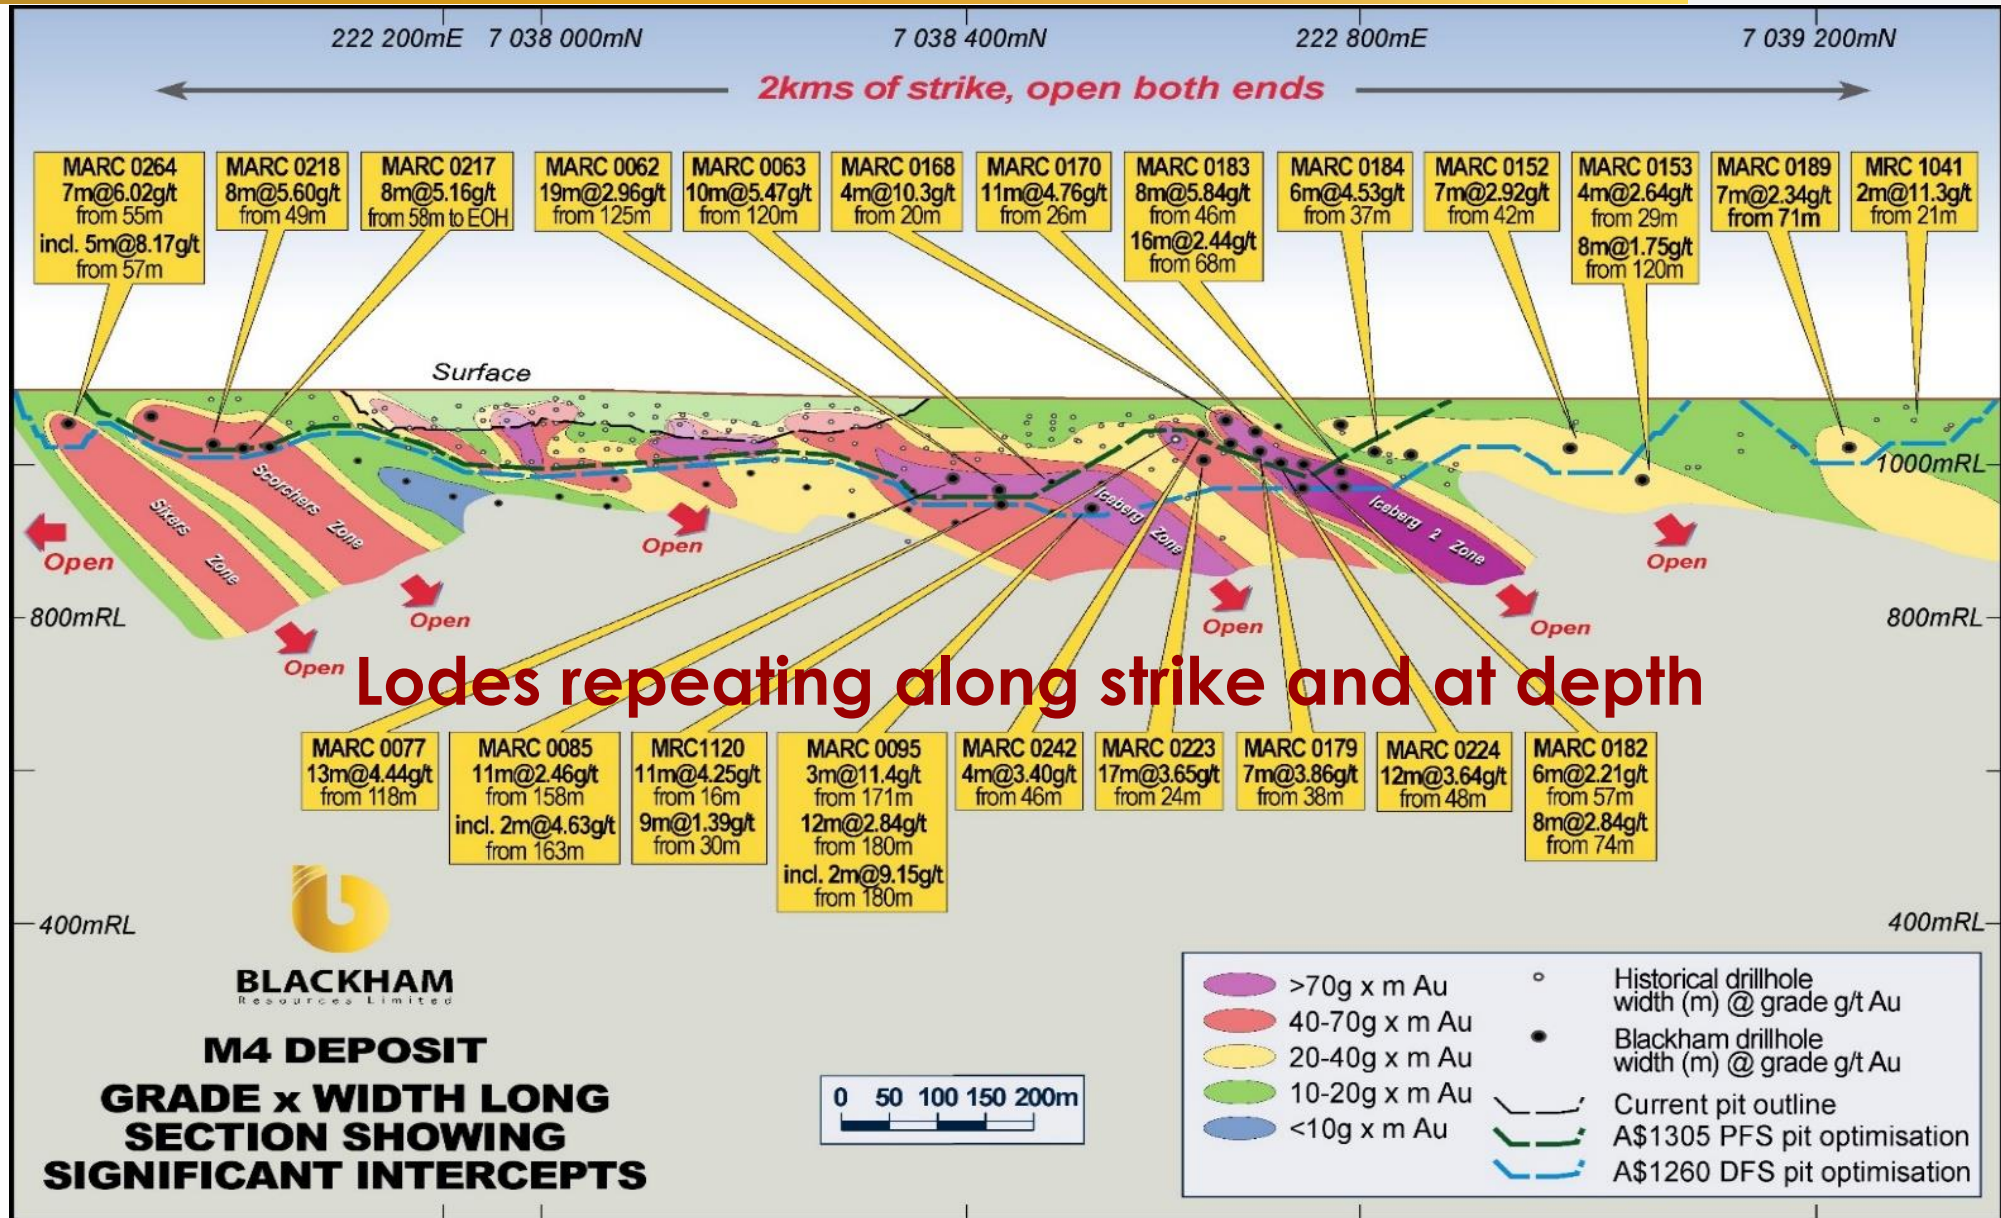 222 200mE 7 038 000mN 7 038 400mN 222 800mE 7 039 200mN
2kms of strike, open both ends
MARC 0264
7m@6.02g/t
from 55m
incl. 5m@8.17g/t
from 57m
MARC 0218
8m@5.60g/t
from 49m
MARC 0217
8m@5.16g/t
from 58m to EOH
MARC 0062
19m@2.96g/t
from 125m
MARC 0063
10m@5.47g/t
from 120m
MARC 0168
4m@10.3g/t
from 20m
MARC 0170
11m@4.76g/t
from 26m
MARC 0183
8m@5.84g/t
from 46m
16m@2.44g/t
from 68m
MARC 0184
6m@4.53g/t
from 37m
MARC 0152
7m@2.92g/t
from 42m
MARC 0153
4m@2.64g/t
from 29m
8m@1.75g/t
from 120m
MARC 0189
7m@2.34g/t
from 71m
MRC 1041
2m@11.3g/t
from 21m
Surface
1000mRL
Sixers Zone
Scorchers Zone
Iceberg Zone
Iceberg 2 Zone
Open
Open
Open
Open
Open
Open
Open
800mRL
800mRL
Lodes repeating along strike and at depth
MARC 0077
13m@4.44g/t
from 118m
MARC 0085
11m@2.46g/t
from 158m
incl. 2m@4.63g/t
from 163m
MRC1120
11m@4.25g/t
from 16m
9m@1.39g/t
from 30m
MARC 0095
3m@11.4g/t
from 171m
12m@2.84g/t
from 180m
incl. 2m@9.15g/t
from 180m
MARC 0242
4m@3.40g/t
from 46m
MARC 0223
17m@3.65g/t
from 24m
MARC 0179
7m@3.86g/t
from 38m
MARC 0224
12m@3.64g/t
from 48m
MARC 0182
6m@2.21g/t
from 57m
8m@2.84g/t
from 74m
400mRL
400mRL
BLACKHAM
Resources Limited
M4 DEPOSIT
GRADE x WIDTH LONG
SECTION SHOWING
SIGNIFICANT INTERCEPTS
0 50 100 150 200m
>70g x m Au
40-70g x m Au
20-40g x m Au
10-20g x m Au
<10g x m Au
Historical drillhole
width (m) @ grade g/t Au
Blackham drillhole
width (m) @ grade g/t Au
Current pit outline
A$1305 PFS pit optimisation
A$1260 DFS pit optimisation